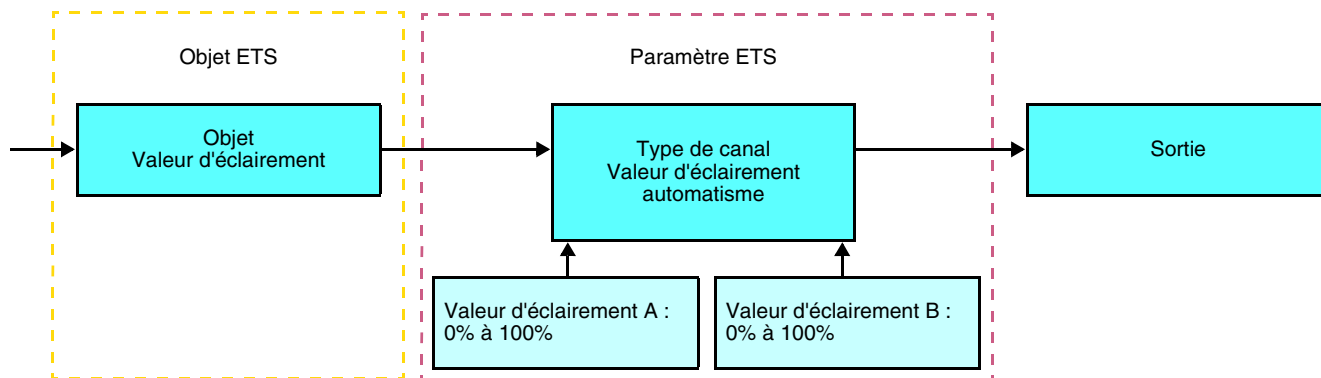 Objet ETS
Paramètre ETS
Objet
Valeur d'éclairement
Type de canal
Valeur d'éclairement
automatisme
Sortie
Valeur d'éclairement A :
0% à 100%
Valeur d'éclairement B :
0% à 100%